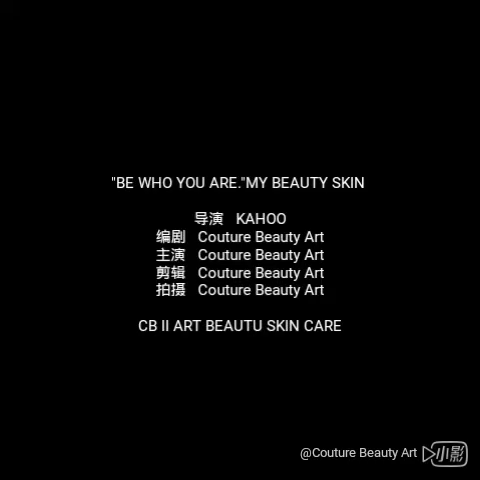 "BE WHO YOU ARE."MY BEAUTY SKIN
导演 KAHOO
编剧 Couture Beauty Art
主演 Couture Beauty Art
剪辑 Couture Beauty Art
拍摄 Couture Beauty Art
CB II ART BEAUTU SKIN CARE
@Couture Beauty Art 小影